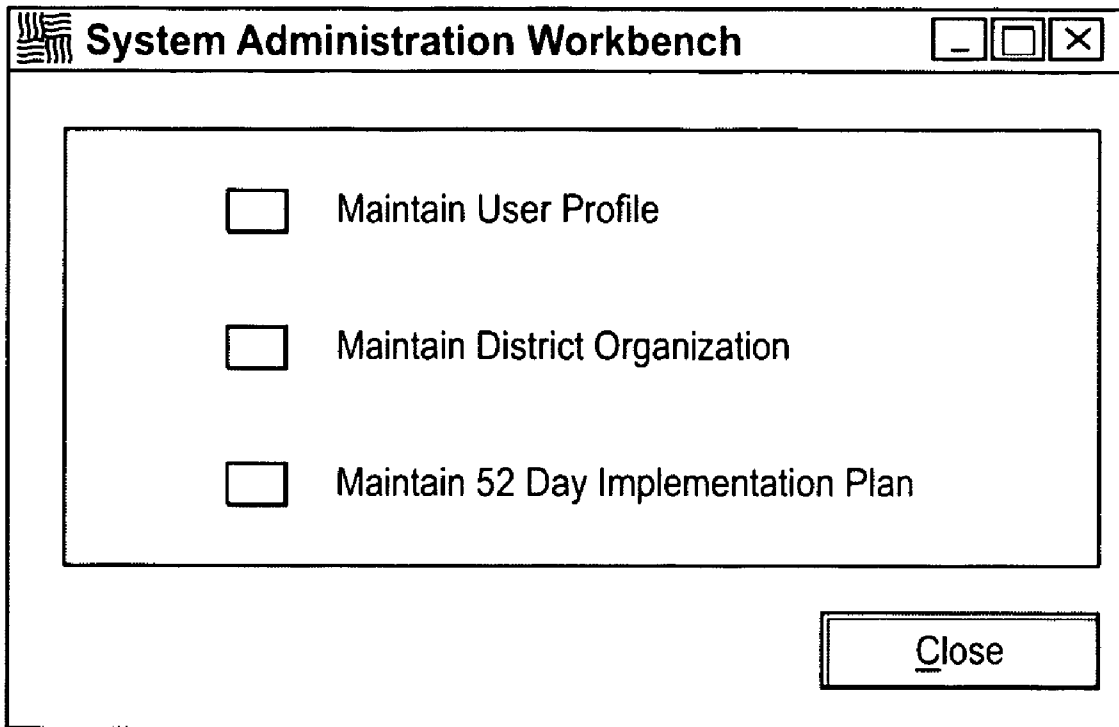 System Administration Workbench
Maintain User Profile
Maintain District Organization
Maintain 52 Day Implementation Plan
Close